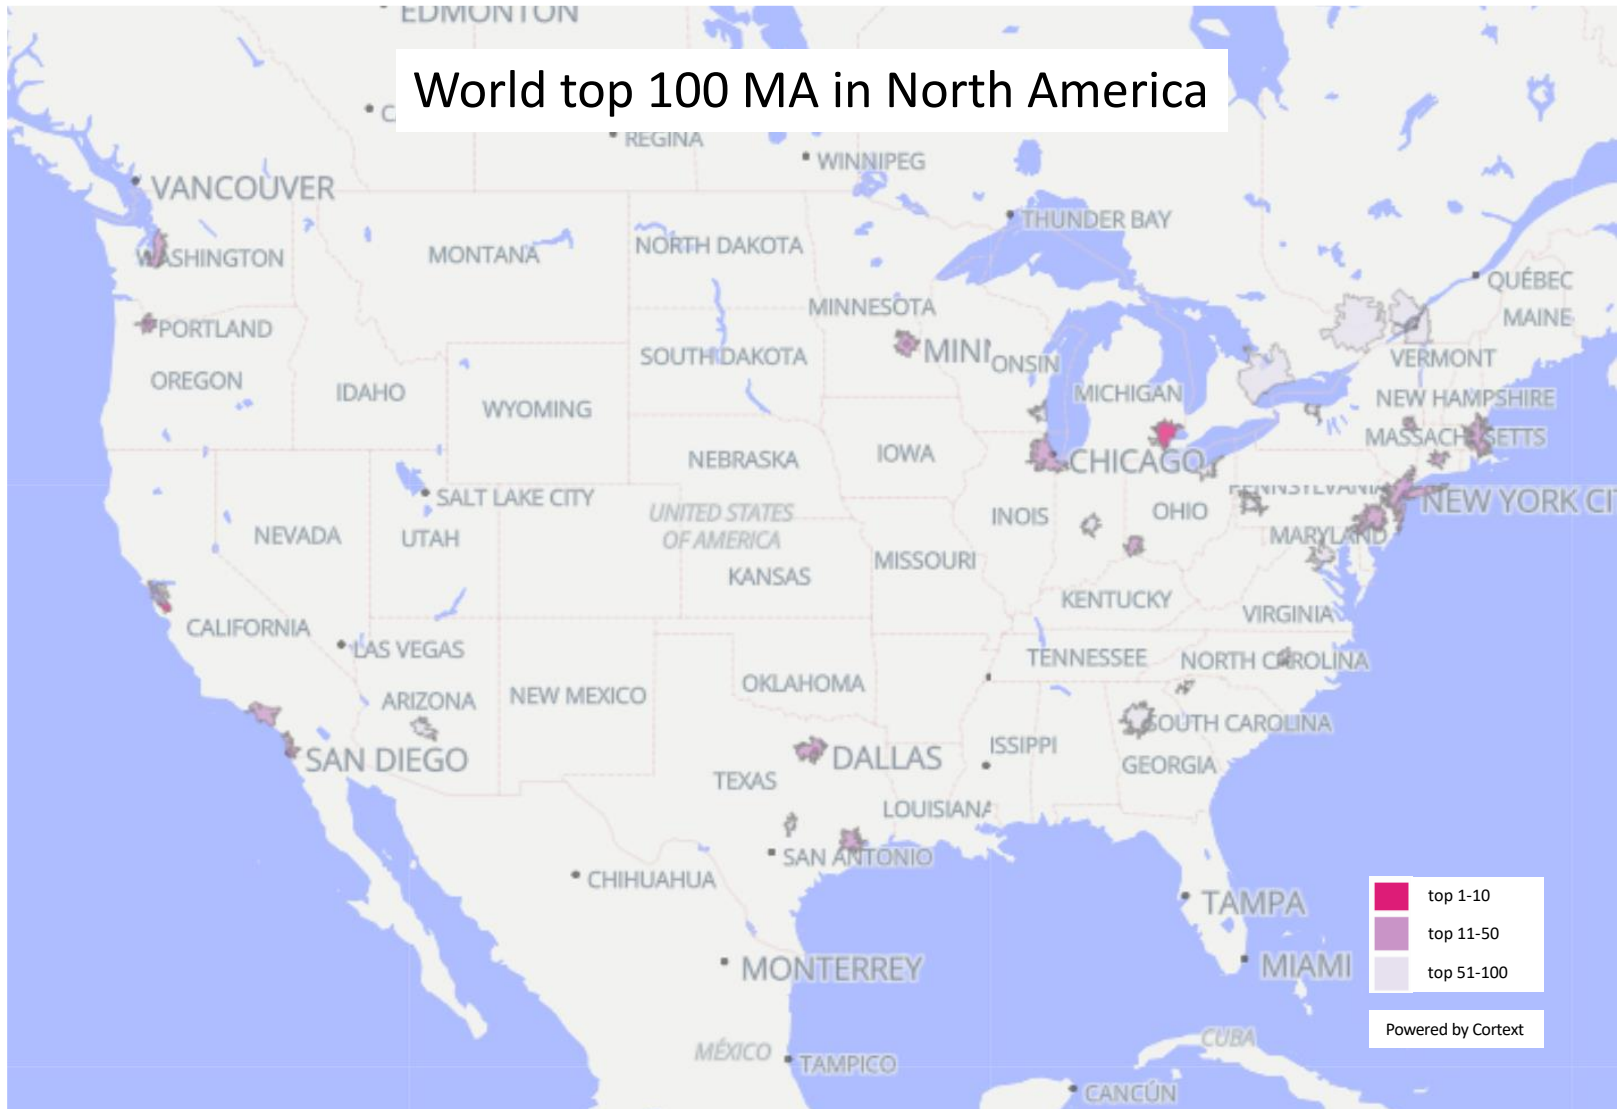 EDMONTON
World top 100 MA in North America
C
REGINA
WINNIPEG
VANCOUVER
THUNDER BAY
WASHINGTON
MONTANA
NORTH DAKOTA
QUÉBEC
MINNESOTA
MAINE
PORTLAND
MINN
ONSIN
SOUTH DAKOTA
VERMONT
OREGON
IDAHO
MICHIGAN
NEW HAMPSHIRE
WYOMING
MASSACHUSETTS
NEBRASKA
IOWA
CHICAGO
PENNSYLVANIA
SALT LAKE CITY
NEW YORK CI
UNITED STATES
OF AMERICA
INOIS
OHIO
NEVADA
UTAH
MARYLAND
MISSOURI
KANSAS
KENTUCKY
VIRGINIA
CALIFORNIA
LAS VEGAS
TENNESSEE
NORTH CAROLINA
OKLAHOMA
NEW MEXICO
ARIZONA
SOUTH CAROLINA
ISSIPPI
SAN DIEGO
DALLAS
GEORGIA
TEXAS
LOUISIANA
SAN ANTONIO
CHIHUAHUA
TAMPA
MONTERREY
MIAMI
top 1-10
top 11-50
top 51-100
Powered by Cortext
CUBA
MÉXICO
TAMPICO
CANCÚN